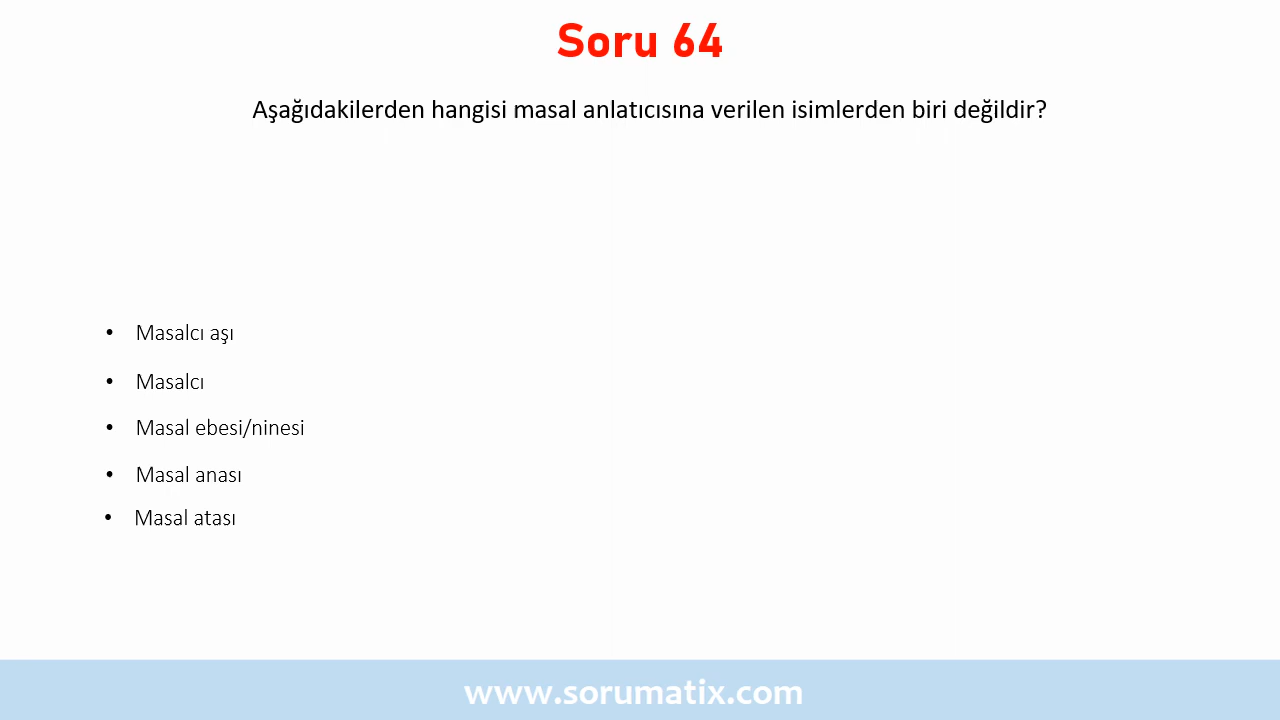 Soru 64
Aşağıdakilerden hangisi masal anlatıcısına verilen isimlerden biri değildir?
• Masalcı aşı
• Masalcı
• Masal ebesi/ninesi
• Masal anası
• Masal atası
www.sorumatix.com